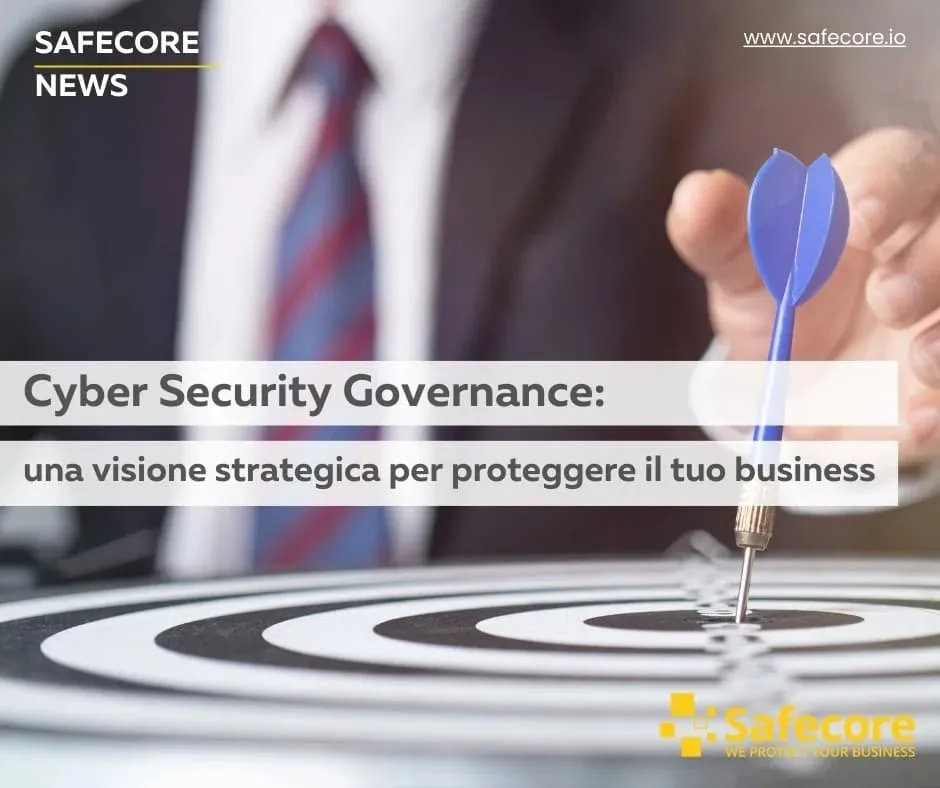 SAFECORE
NEWS
www.safecore.io
Cyber Security Governance:
una visione strategica per proteggere il tuo business
Safecore
WE PROTECT YOUR BUSINESS